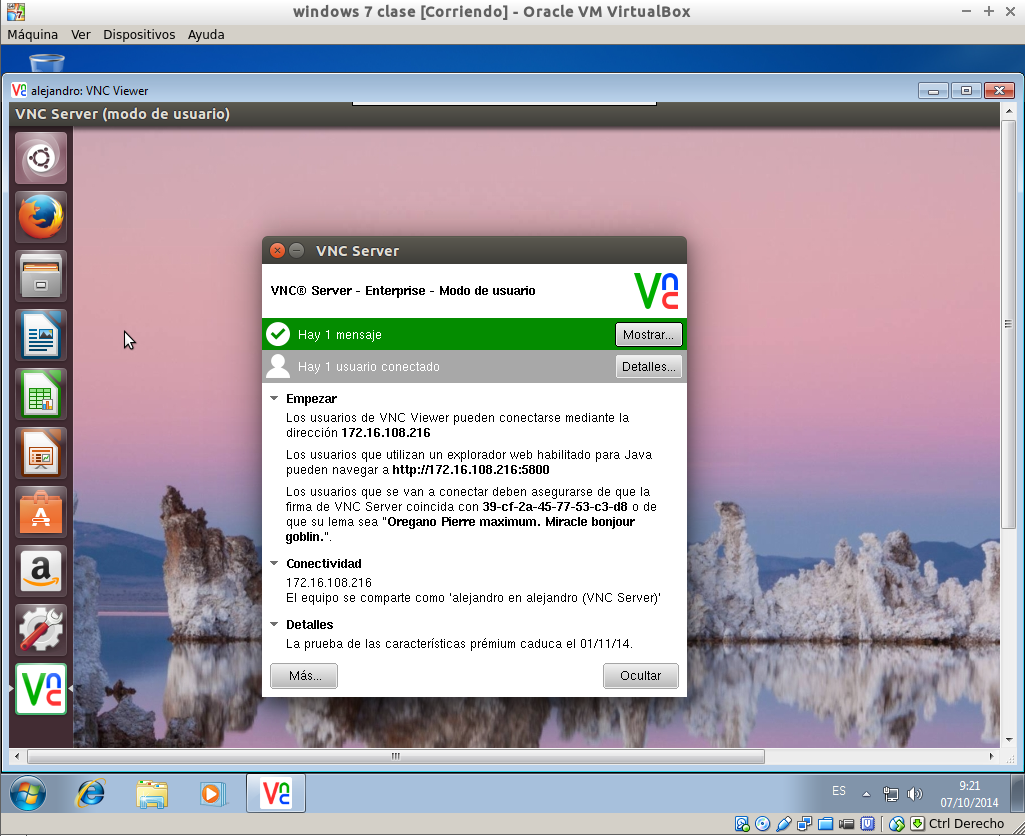 windows 7 clase [Corriendo] - Oracle VM VirtualBox
Máquina Ver Dispositivos Ayuda
alejandro: VNC Viewer
VNC Server (modo de usuario)
VNC Server
VNC® Server - Enterprise - Modo de usuario
Hay 1 mensaje
Mostrar...
Hay 1 usuario conectado
Detalles...
Empezar
Los usuarios de VNC Viewer pueden conectarse mediante la
dirección 172.16.108.216
Los usuarios que utilizan un explorador web habilitado para Java
pueden navegar a http://172.16.108.216:5800
Los usuarios que se van a conectar deben asegurarse de que la
firma de VNC Server coincida con 39-cf-2a-45-77-53-c3-d8 o de
que su lema sea "Oregano Pierre maximum. Miracle bonjour
goblin.".
Conectividad
172.16.108.216
El equipo se comparte como 'alejandro en alejandro (VNC Server)'
Detalles
La prueba de las características prémium caduca el 01/11/14.
Más...
Ocultar
ES
9:21
07/10/2014
Ctrl Derecho